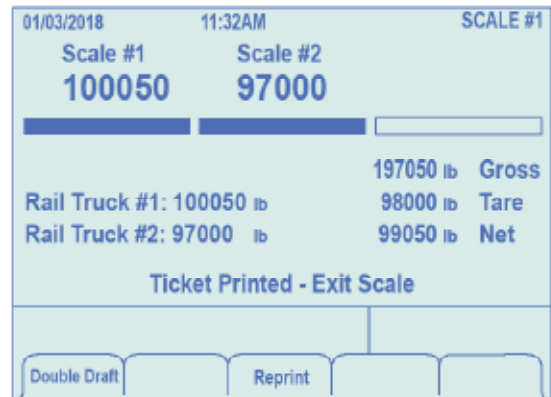 01/03/2018 11:32AM SCALE #1
Scale #1 Scale #2
100050 97000
197050 lb Gross
Rail Truck #1: 100050 lb 98000 lb Tare
Rail Truck #2: 97000 lb 99050 lb Net
Ticket Printed - Exit Scale
Double Draft Reprint